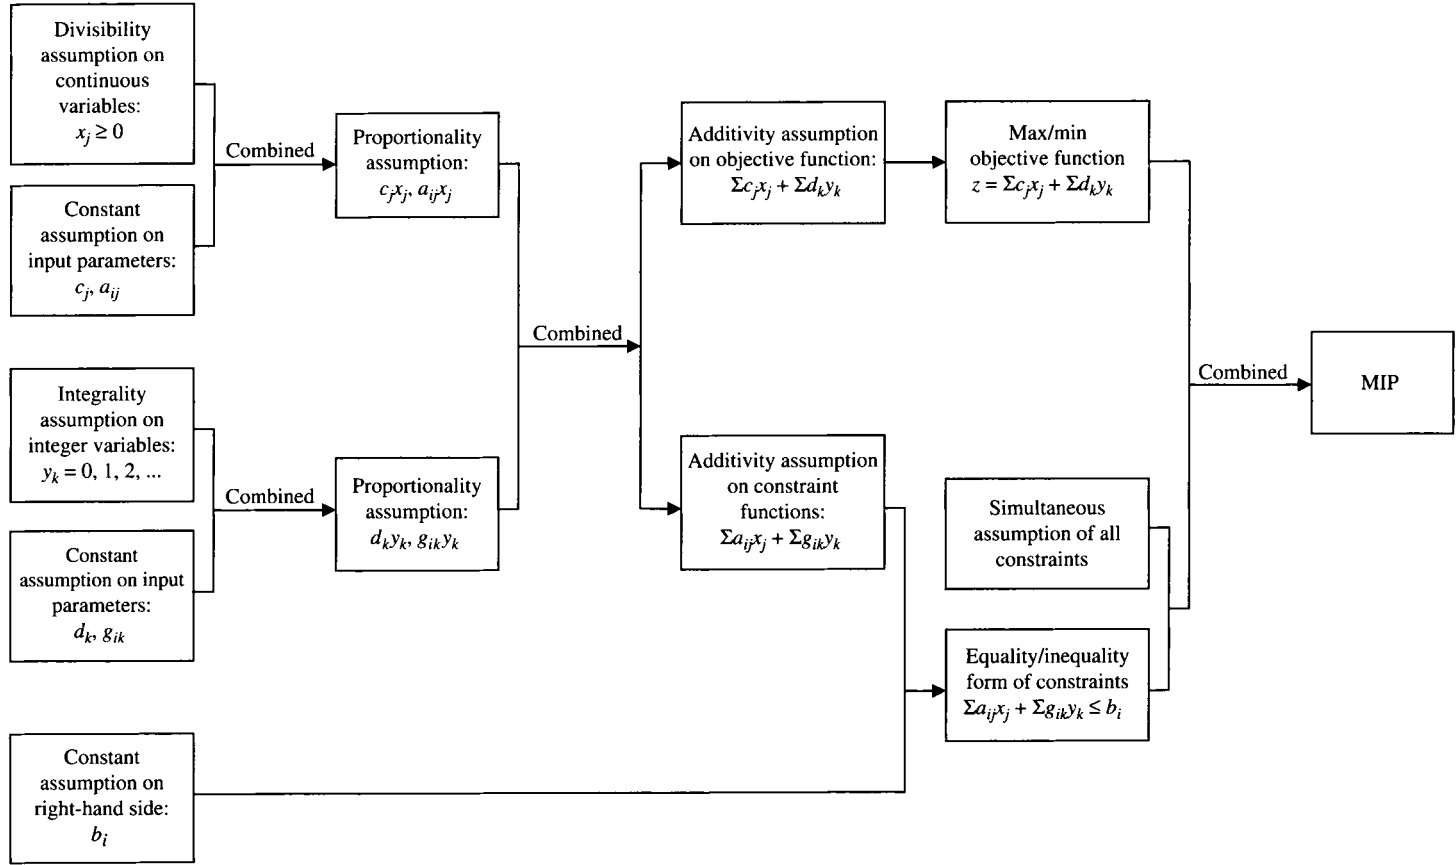 Divisibility
assumption on
continuous
variables:
xⱼ ≥ 0
Constant
assumption on
input parameters:
cⱼ, aᵢⱼ
Combined
Proportionality
assumption:
cⱼxⱼ, aᵢⱼxⱼ
Integrality
assumption on
integer variables:
yₖ = 0, 1, 2, ...
Constant
assumption on input
parameters:
dₖ, gᵢₖ
Combined
Proportionality
assumption:
dₖyₖ, gᵢₖyₖ
Constant
assumption on
right-hand side:
bᵢ
Combined
Additivity assumption
on objective function:
Σcⱼxⱼ + Σdₖyₖ
Additivity assumption
on constraint
functions:
Σaᵢⱼxⱼ + Σgᵢₖyₖ
Max/min
objective function
z = Σcⱼxⱼ + Σdₖyₖ
Simultaneous
assumption of all
constraints
Equality/inequality
form of constraints
Σaᵢⱼxⱼ + Σgᵢₖyₖ ≤ bᵢ
Combined
MIP